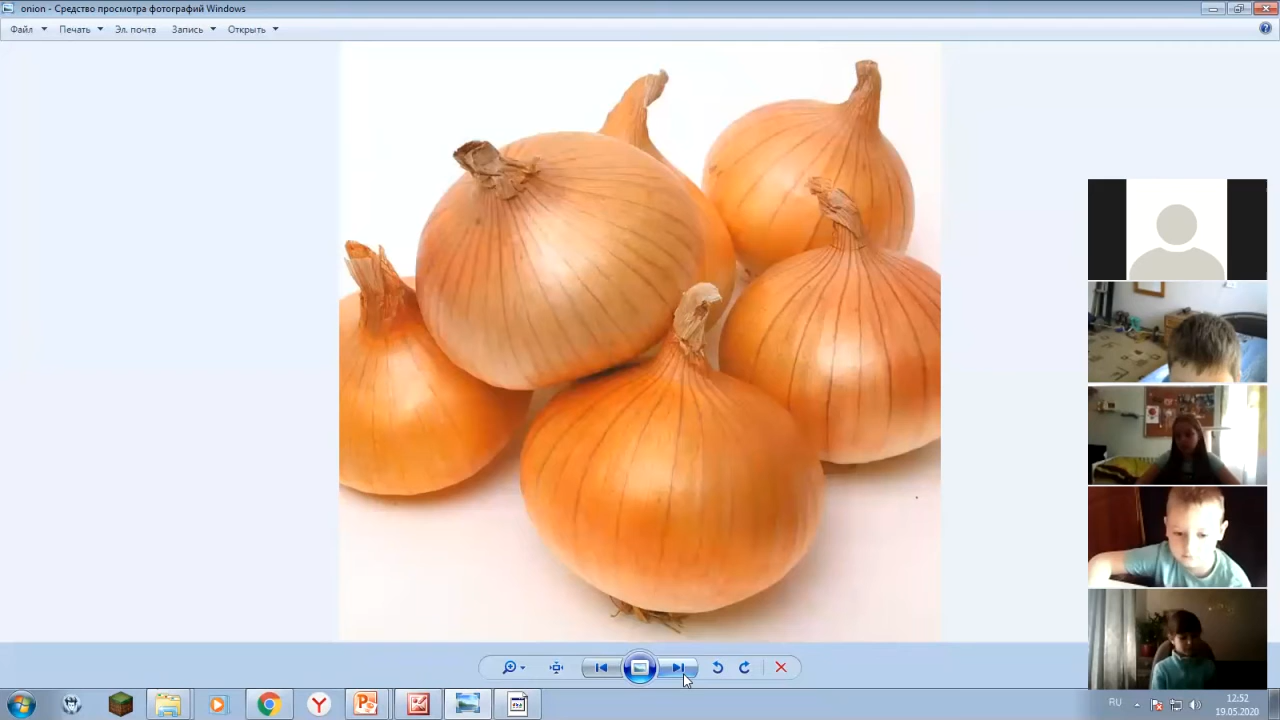 onion - Средство просмотра фотографий Windows
Файл Печать Эл. почта Запись Открыть
RU
12:52
19.05.2020